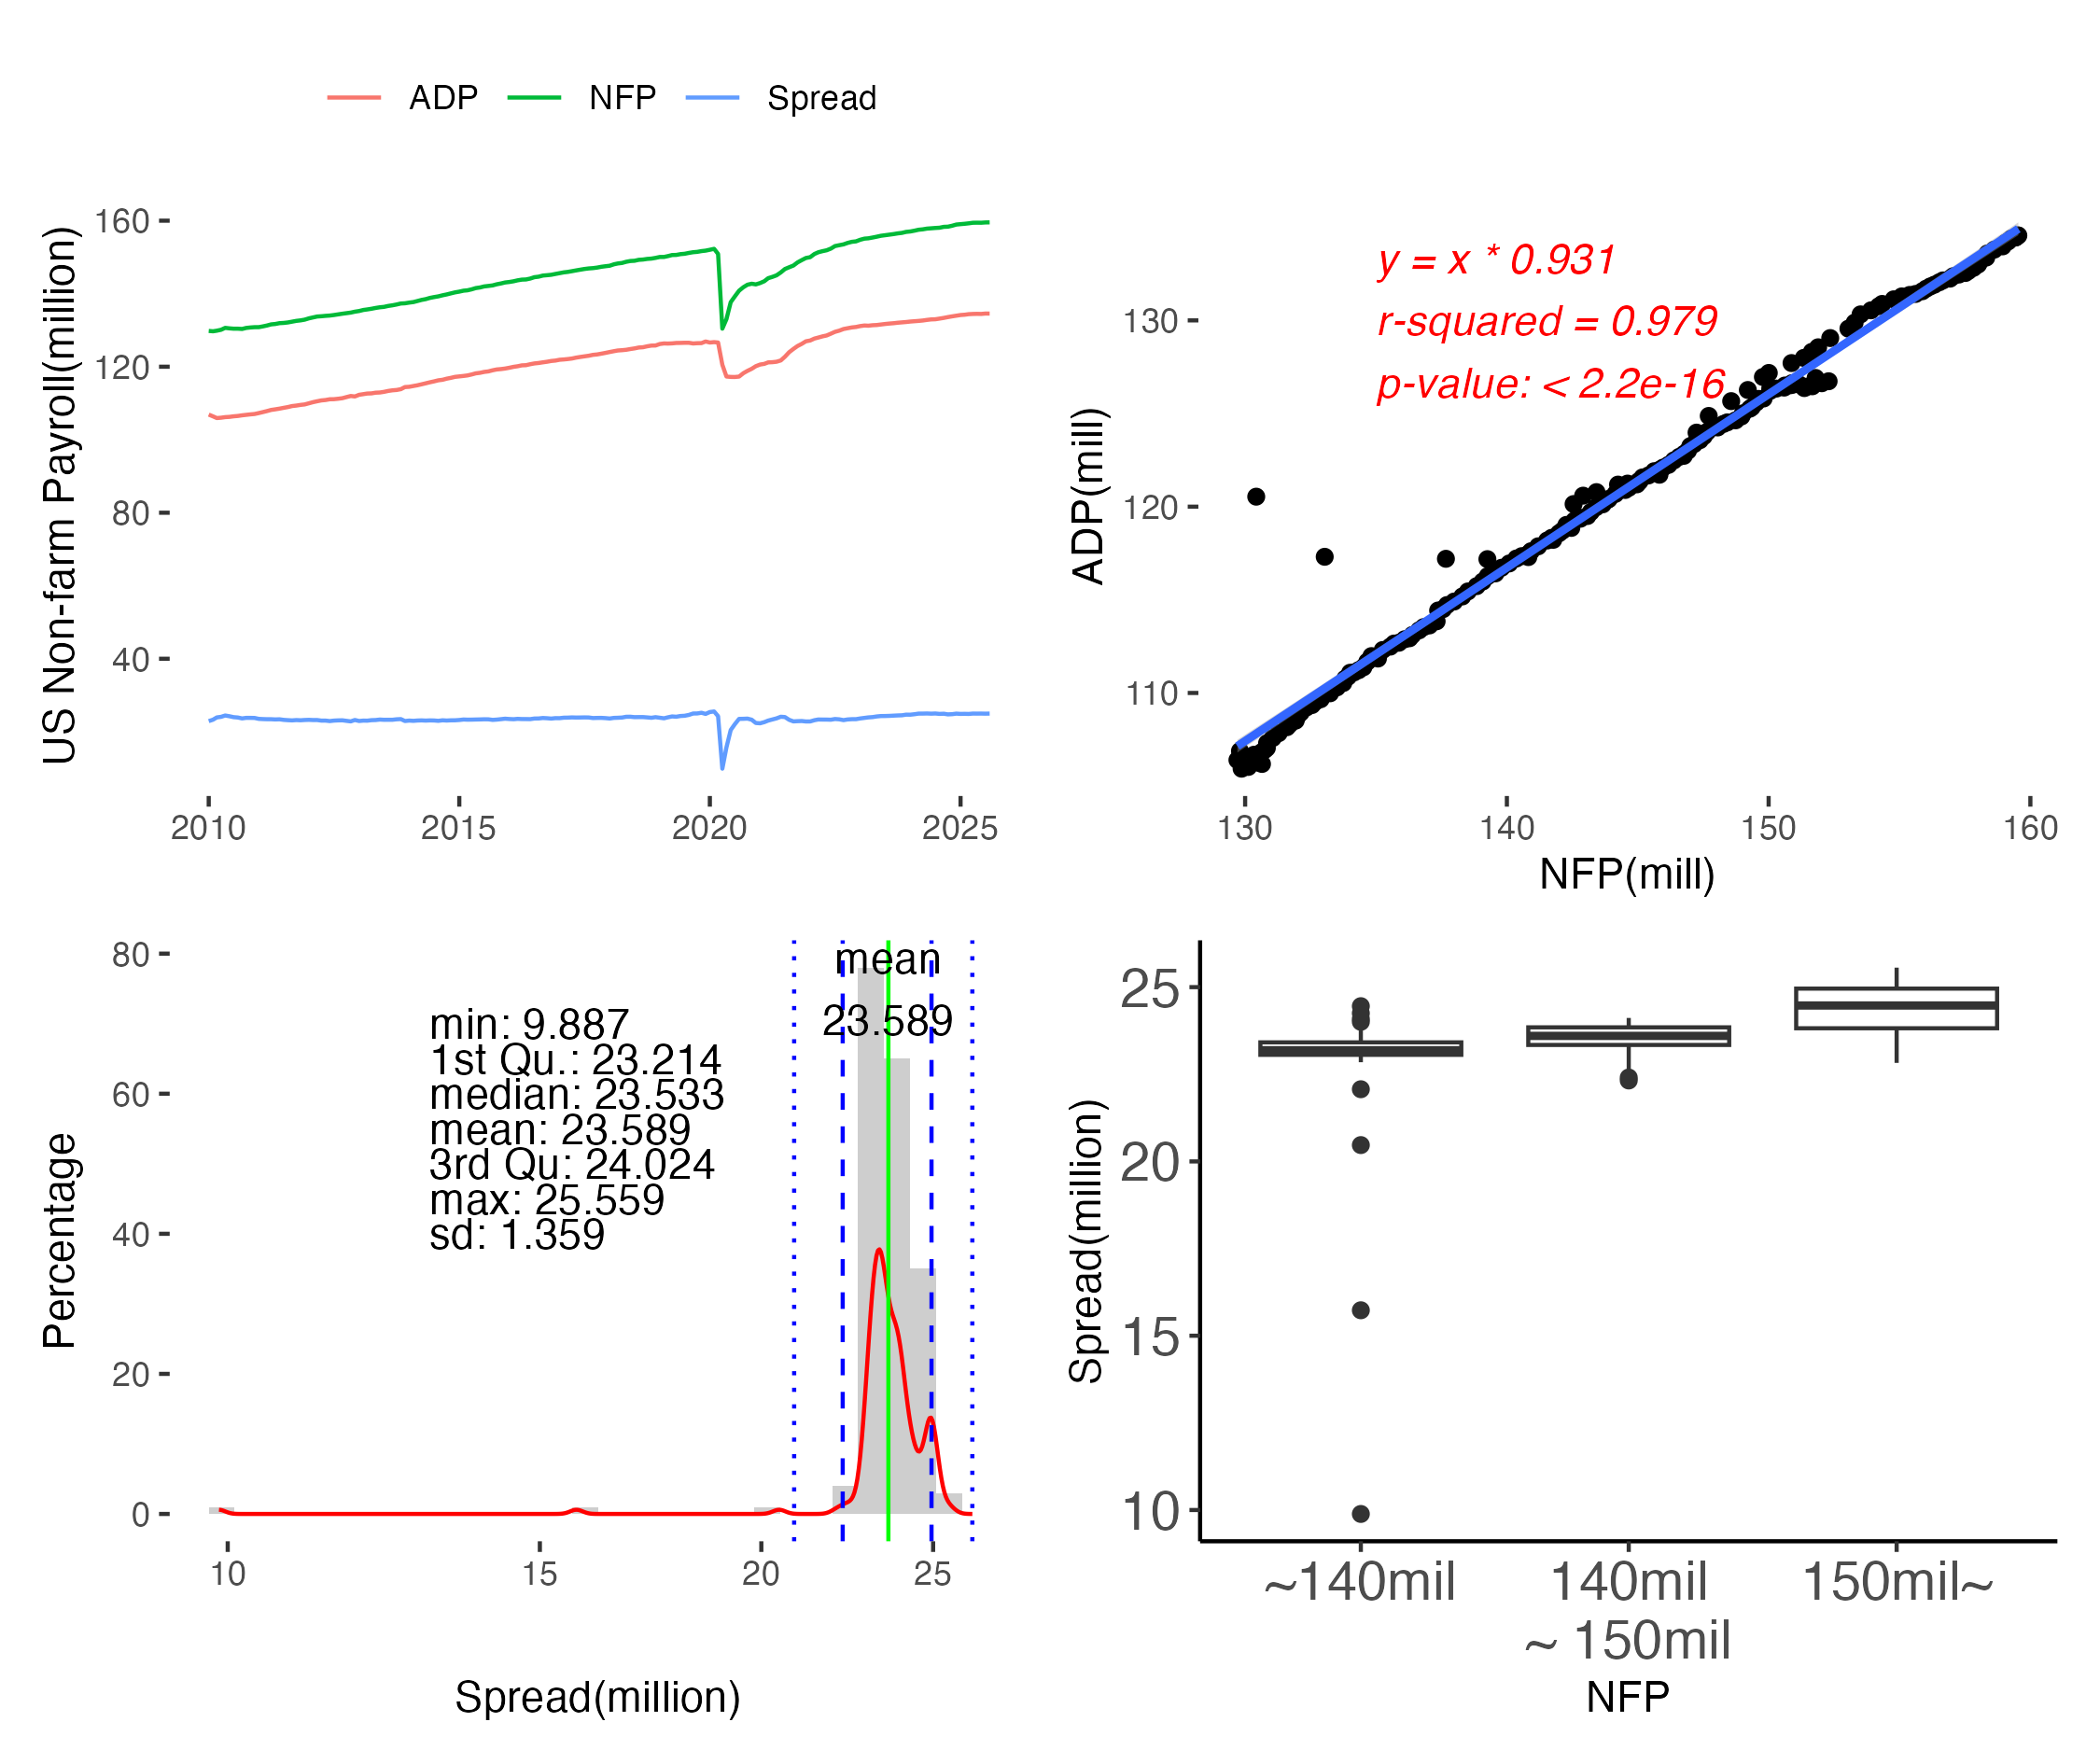 ADP NFP Spread
US Non-farm Payroll(million)
160
120
80
40
2010 2015 2020 2025
y = x * 0.931
r-squared = 0.979
p-value: < 2.2e-16
ADP(mill)
130
120
110
130 140 150 160
NFP(mill)
Percentage
80
60
40
20
0
mean
23.589
min: 9.887
1st Qu.: 23.214
median: 23.533
mean: 23.589
3rd Qu: 24.024
max: 25.559
sd: 1.359
10 15 20 25
Spread(million)
Spread(million)
25
20
15
10
~140mil 140mil 150mil~
~ 150mil
NFP